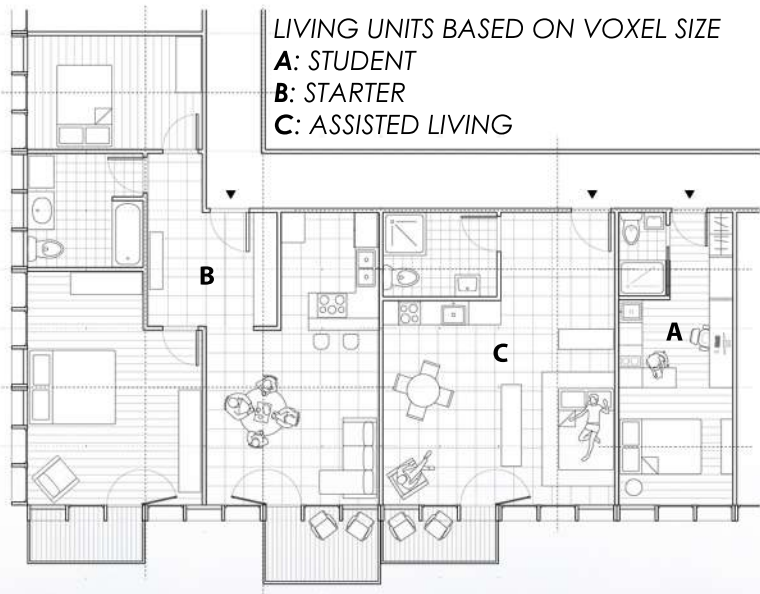 LIVING UNITS BASED ON VOXEL SIZE
A: STUDENT
B: STARTER
C: ASSISTED LIVING
B
A
C